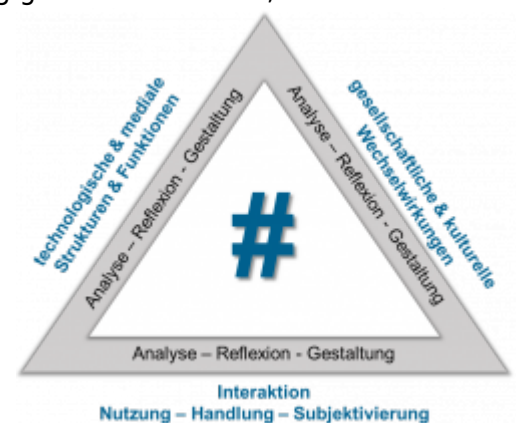 technologische & mediale
Strukturen & Funktionen
Analyse – Reflexion - Gestaltung
gesellschaftliche & kulturelle
Wechselwirkungen
Analyse – Reflexion - Gestaltung
#
Analyse – Reflexion - Gestaltung
Interaktion
Nutzung – Handlung – Subjektivierung